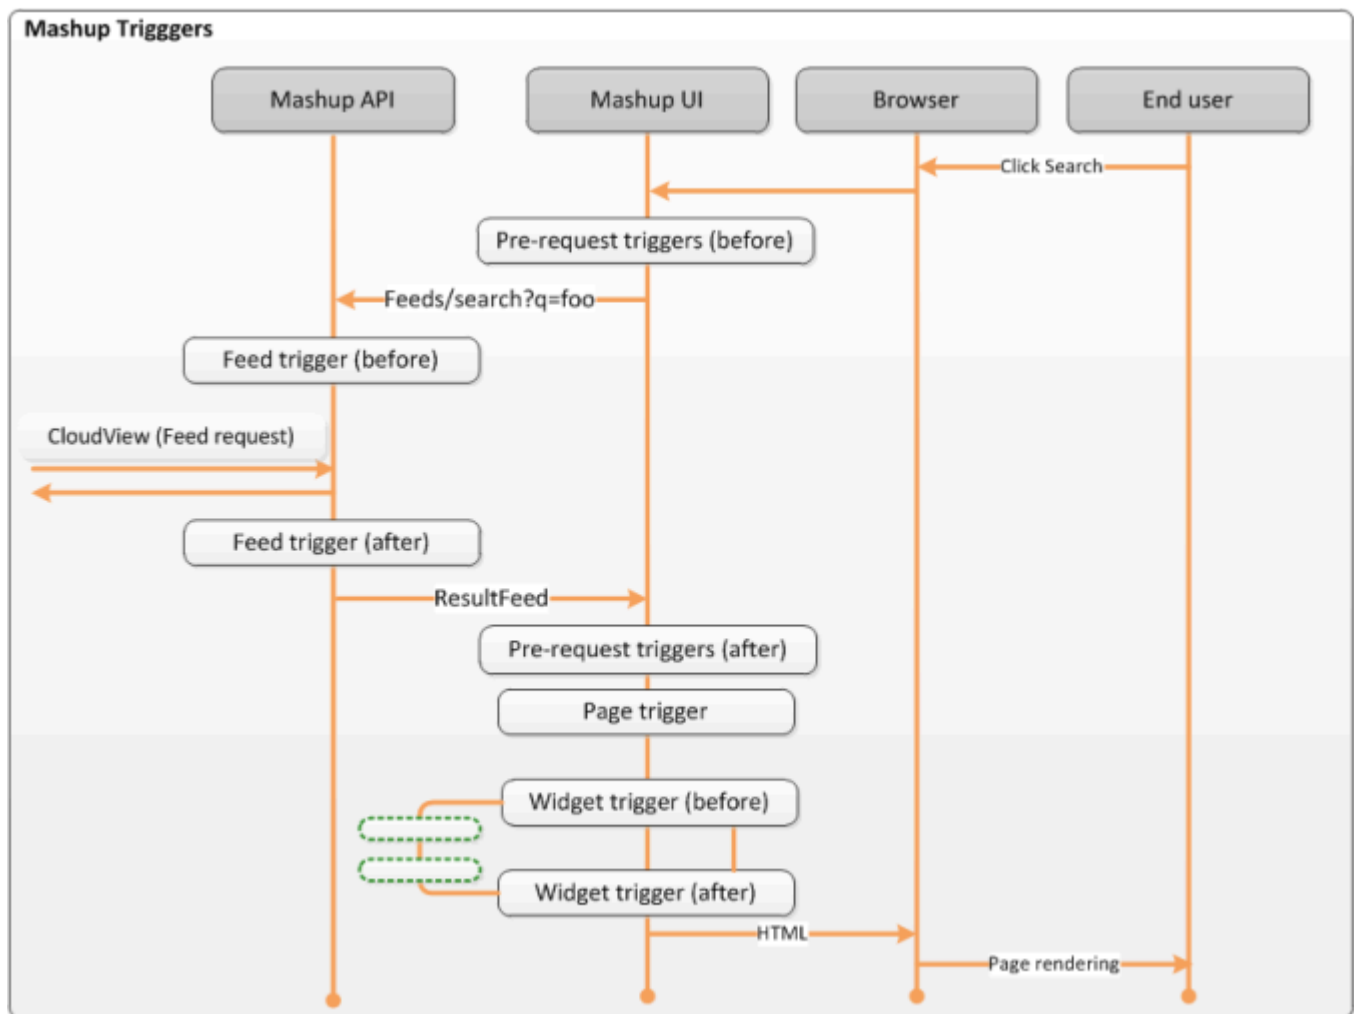 Mashup Trigggers
Mashup API
Mashup UI
Browser
End user
Click Search
Pre-request triggers (before)
Feeds/search?q=foo
Feed trigger (before)
CloudView (Feed request)
Feed trigger (after)
ResultFeed
Pre-request triggers (after)
Page trigger
Widget trigger (before)
Widget trigger (after)
HTML
Page rendering